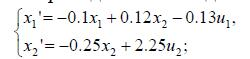 x₁'=-0.1x₁+0.12x₂-0.13u₁,
x₂'=-0.25x₂+2.25u₂;